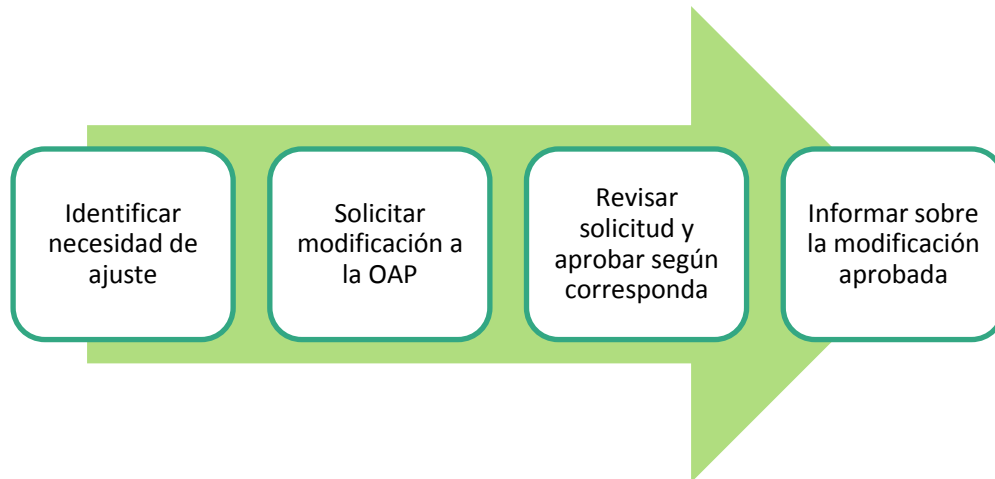 Identificar
necesidad de
ajuste
Solicitar
modificación a
la OAP
Revisar
solicitud y
aprobar según
corresponda
Informar sobre
la modificación
aprobada